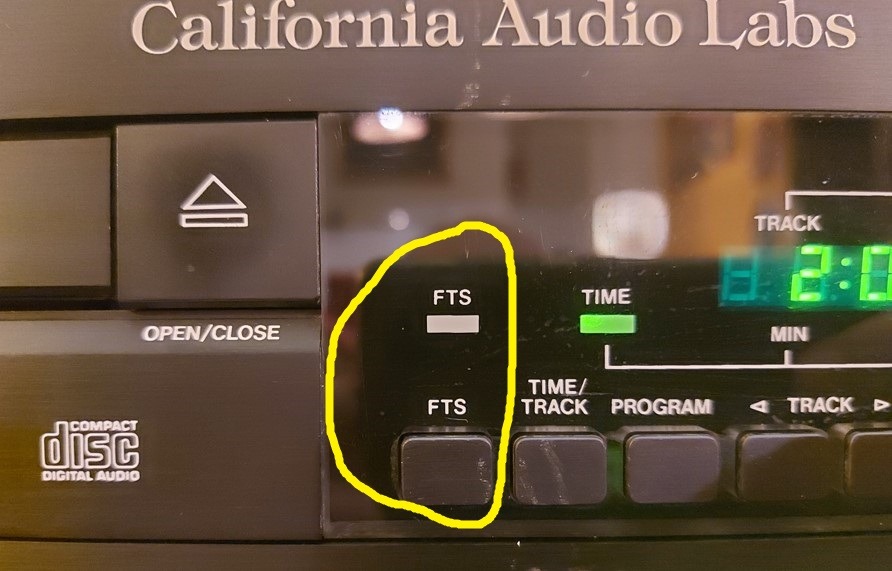 California Audio Labs
OPEN/CLOSE
COMPACT
disc
DIGITAL AUDIO
FTS
TIME
TRACK
2:0
MIN
FTS
TIME/
TRACK
PROGRAM
TRACK